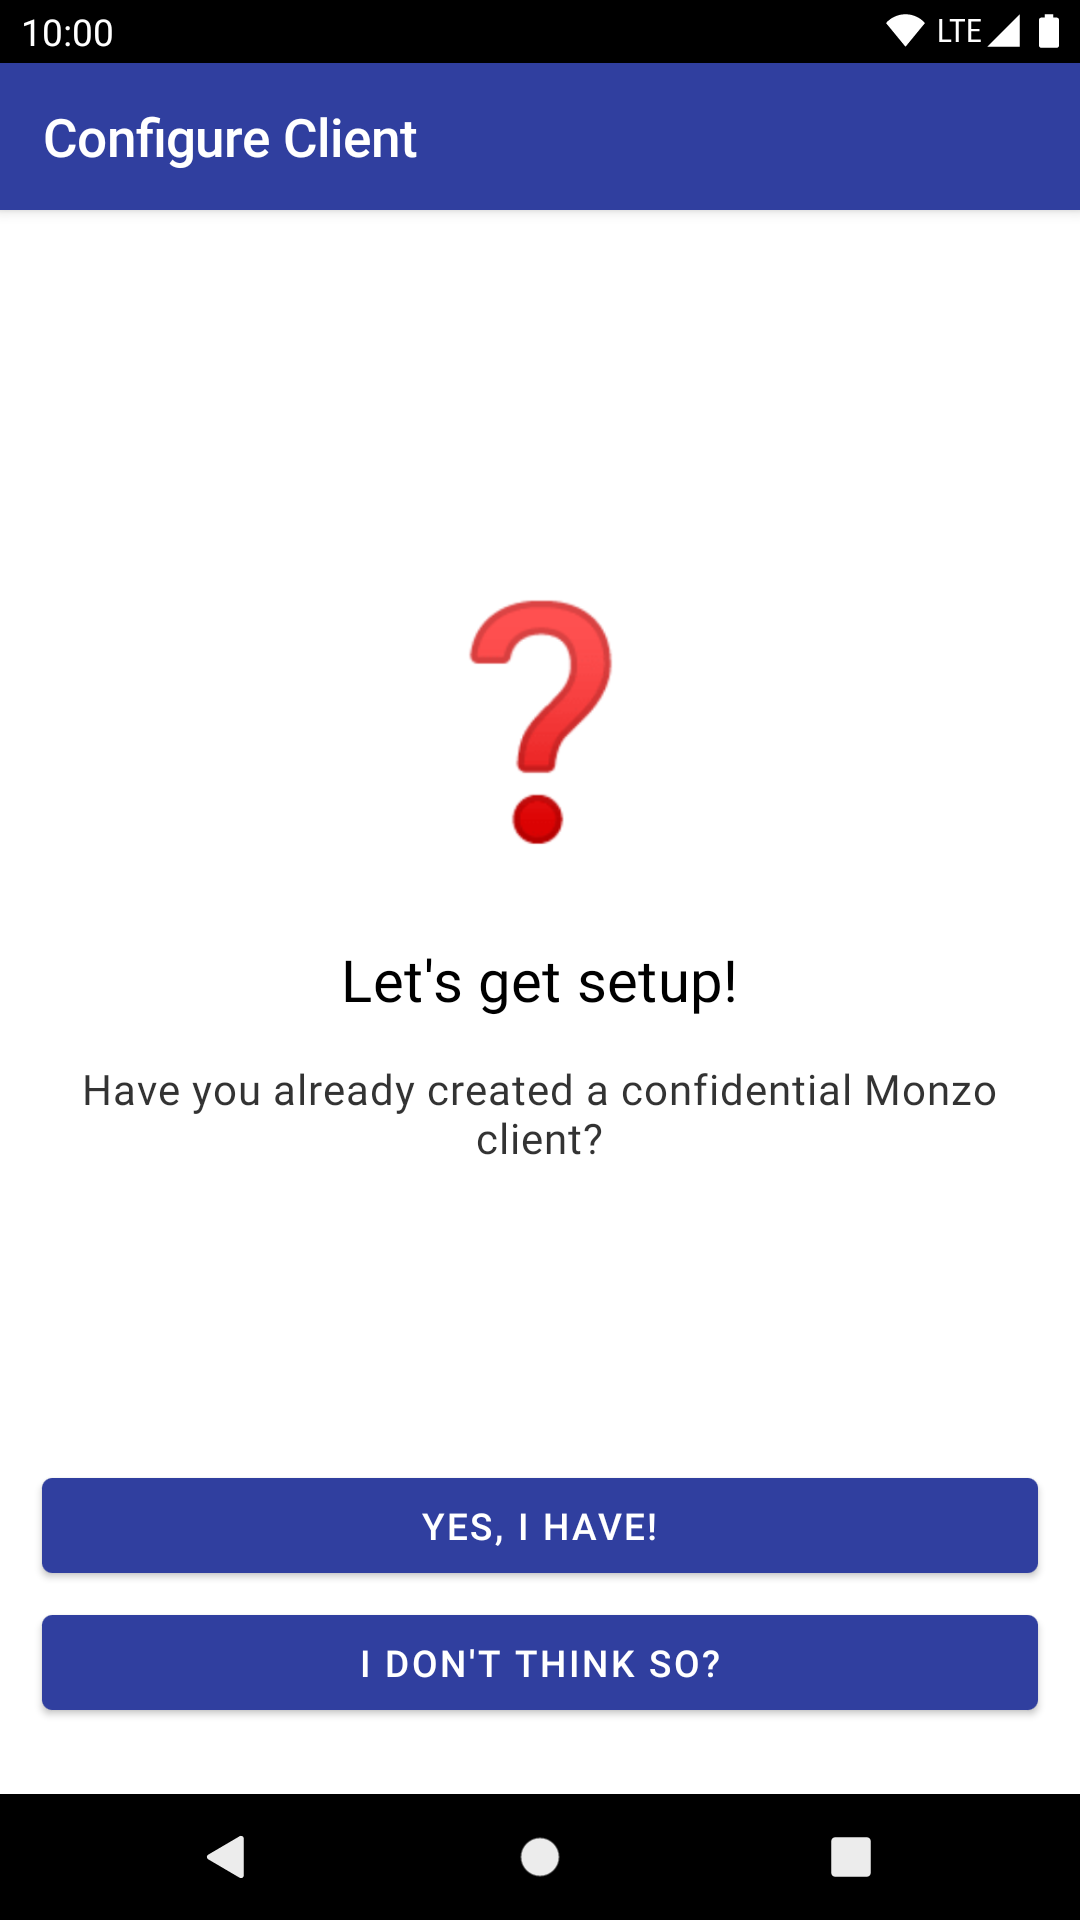 10:00
LTE
Configure Client
Let's get setup!
Have you already created a confidential Monzo
client?
YES, I HAVE!
I DON'T THINK SO?